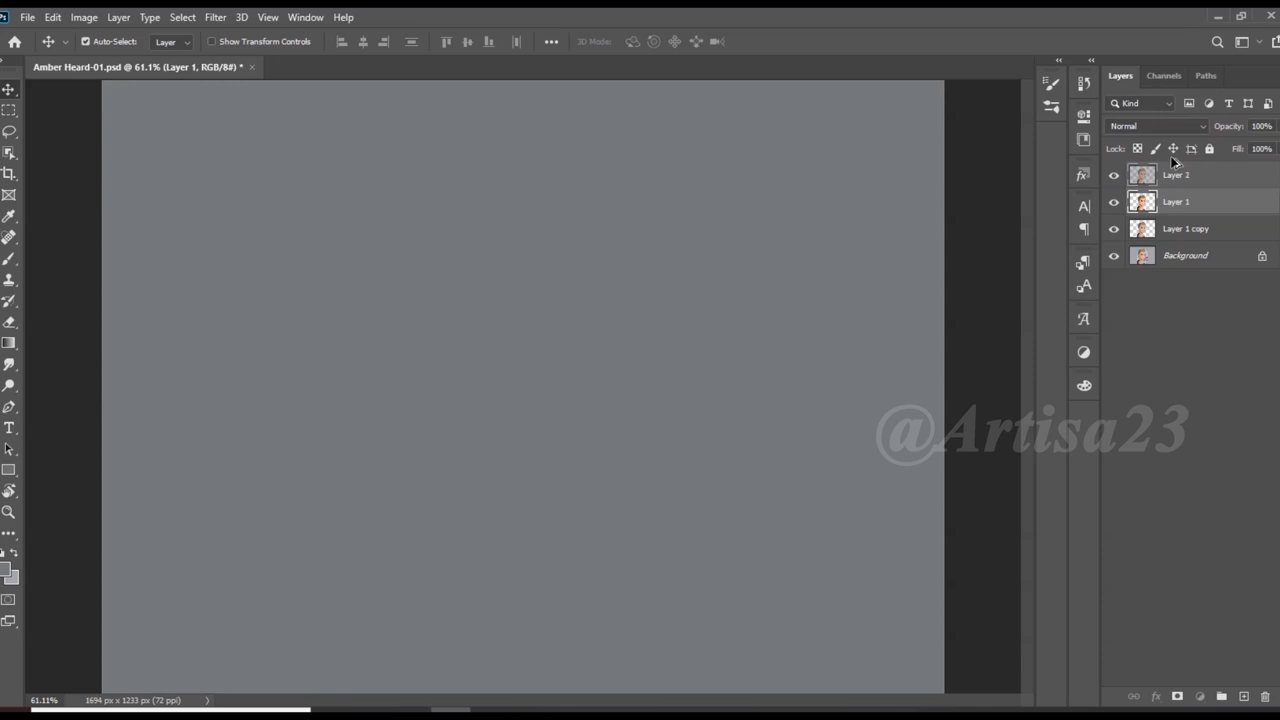 File Edit Image Layer Type Select Filter 3D View Window Help
Auto-Select: Layer Show Transform Controls 3D Mode:
Amber Heard-01.psd @ 61.1% (Layer 1, RGB/8#) * ×
Layers Channels Paths
Kind
Normal Opacity: 100%
Lock: Fill: 100%
Layer 2
Layer 1
Layer 1 copy
Background
@Artisa23
61.11% 1694 px x 1233 px (72 ppi)